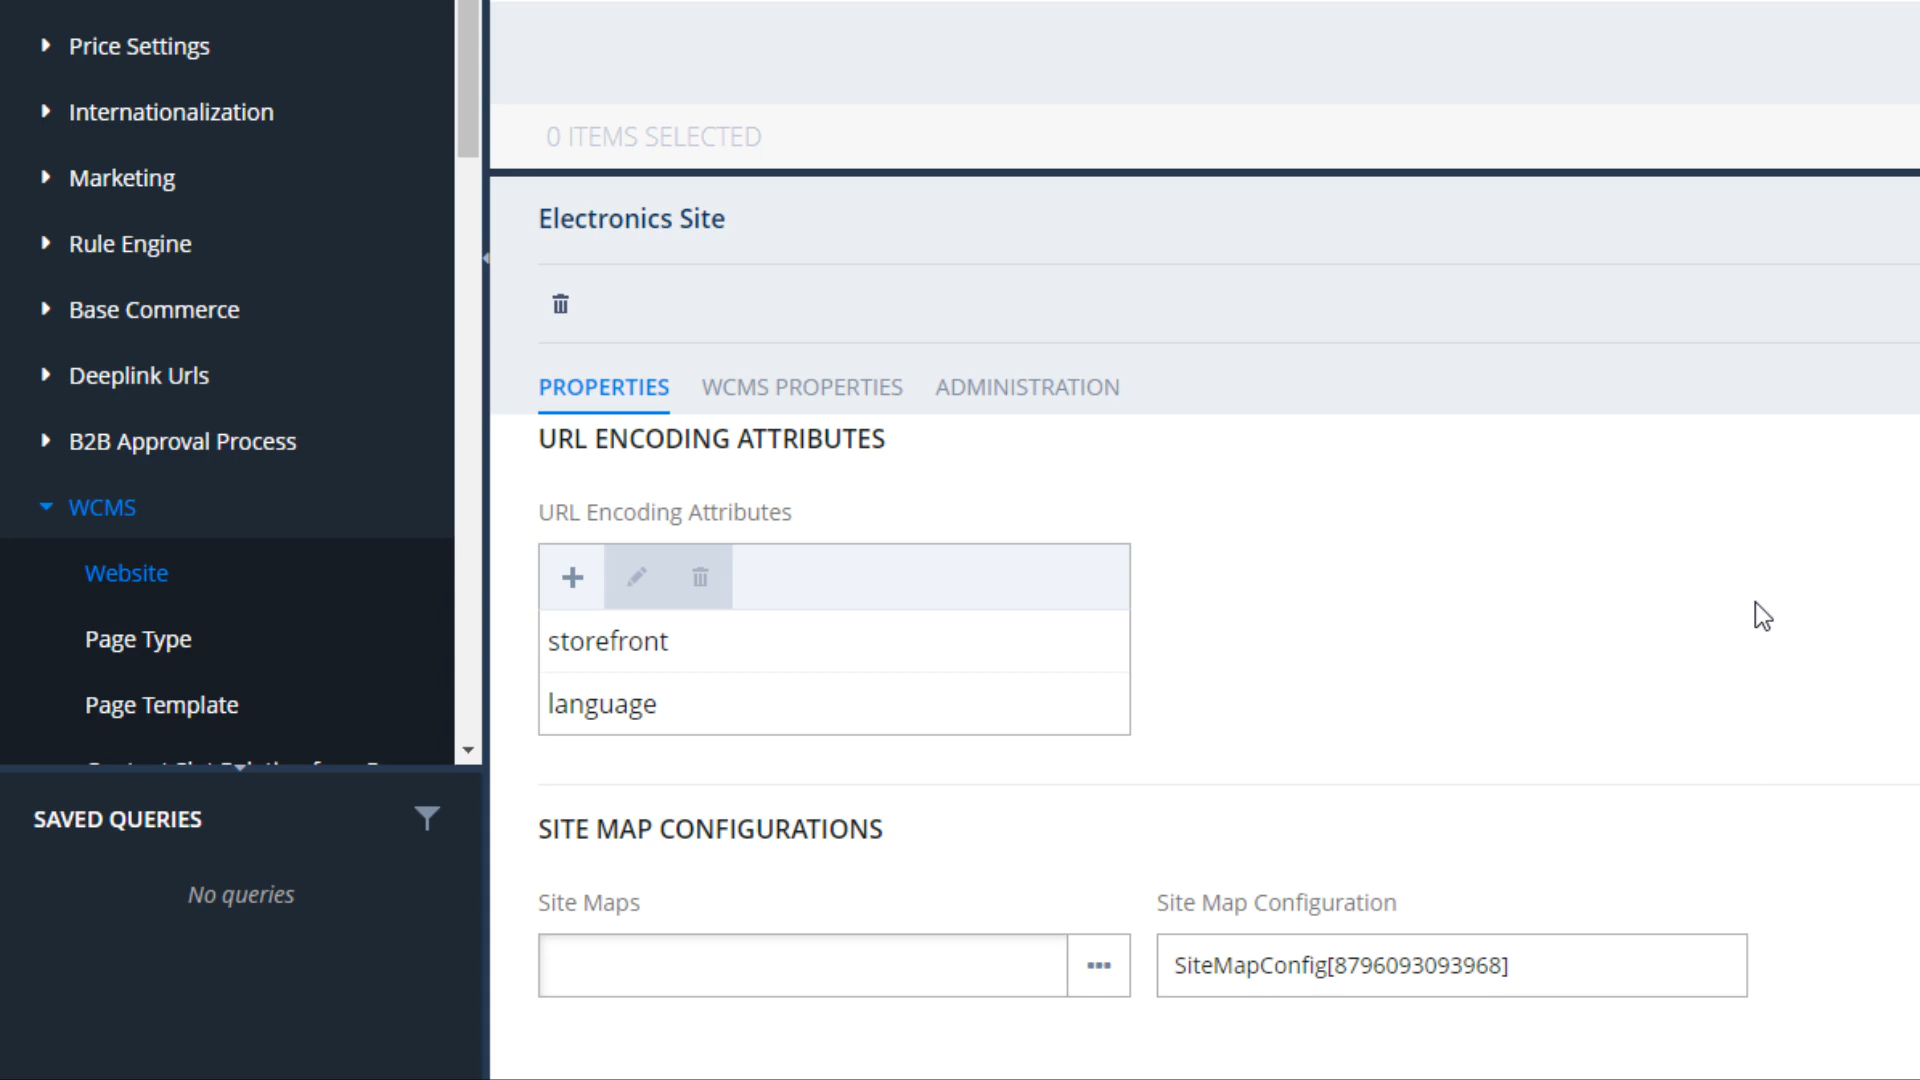 Price Settings
Internationalization
Marketing
Rule Engine
Base Commerce
Deeplink Urls
B2B Approval Process
WCMS
Website
Page Type
Page Template
SAVED QUERIES
No queries
0 ITEMS SELECTED
Electronics Site
PROPERTIES WCMS PROPERTIES ADMINISTRATION
URL ENCODING ATTRIBUTES
URL Encoding Attributes
storefront
language
SITE MAP CONFIGURATIONS
Site Maps Site Map Configuration
SiteMapConfig[8796093093968]